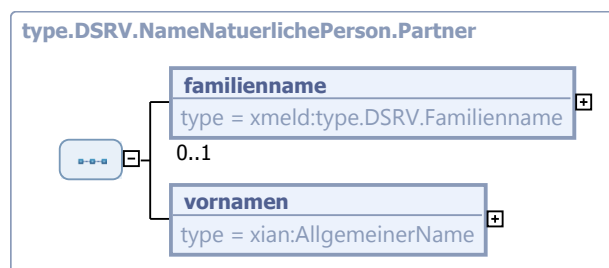 type.DSRV.NameNatuerlichePerson.Partner
familienname
type = xmeld:type.DSRV.Familienname
0..1
vornamen
type = xian:AllgemeinerName